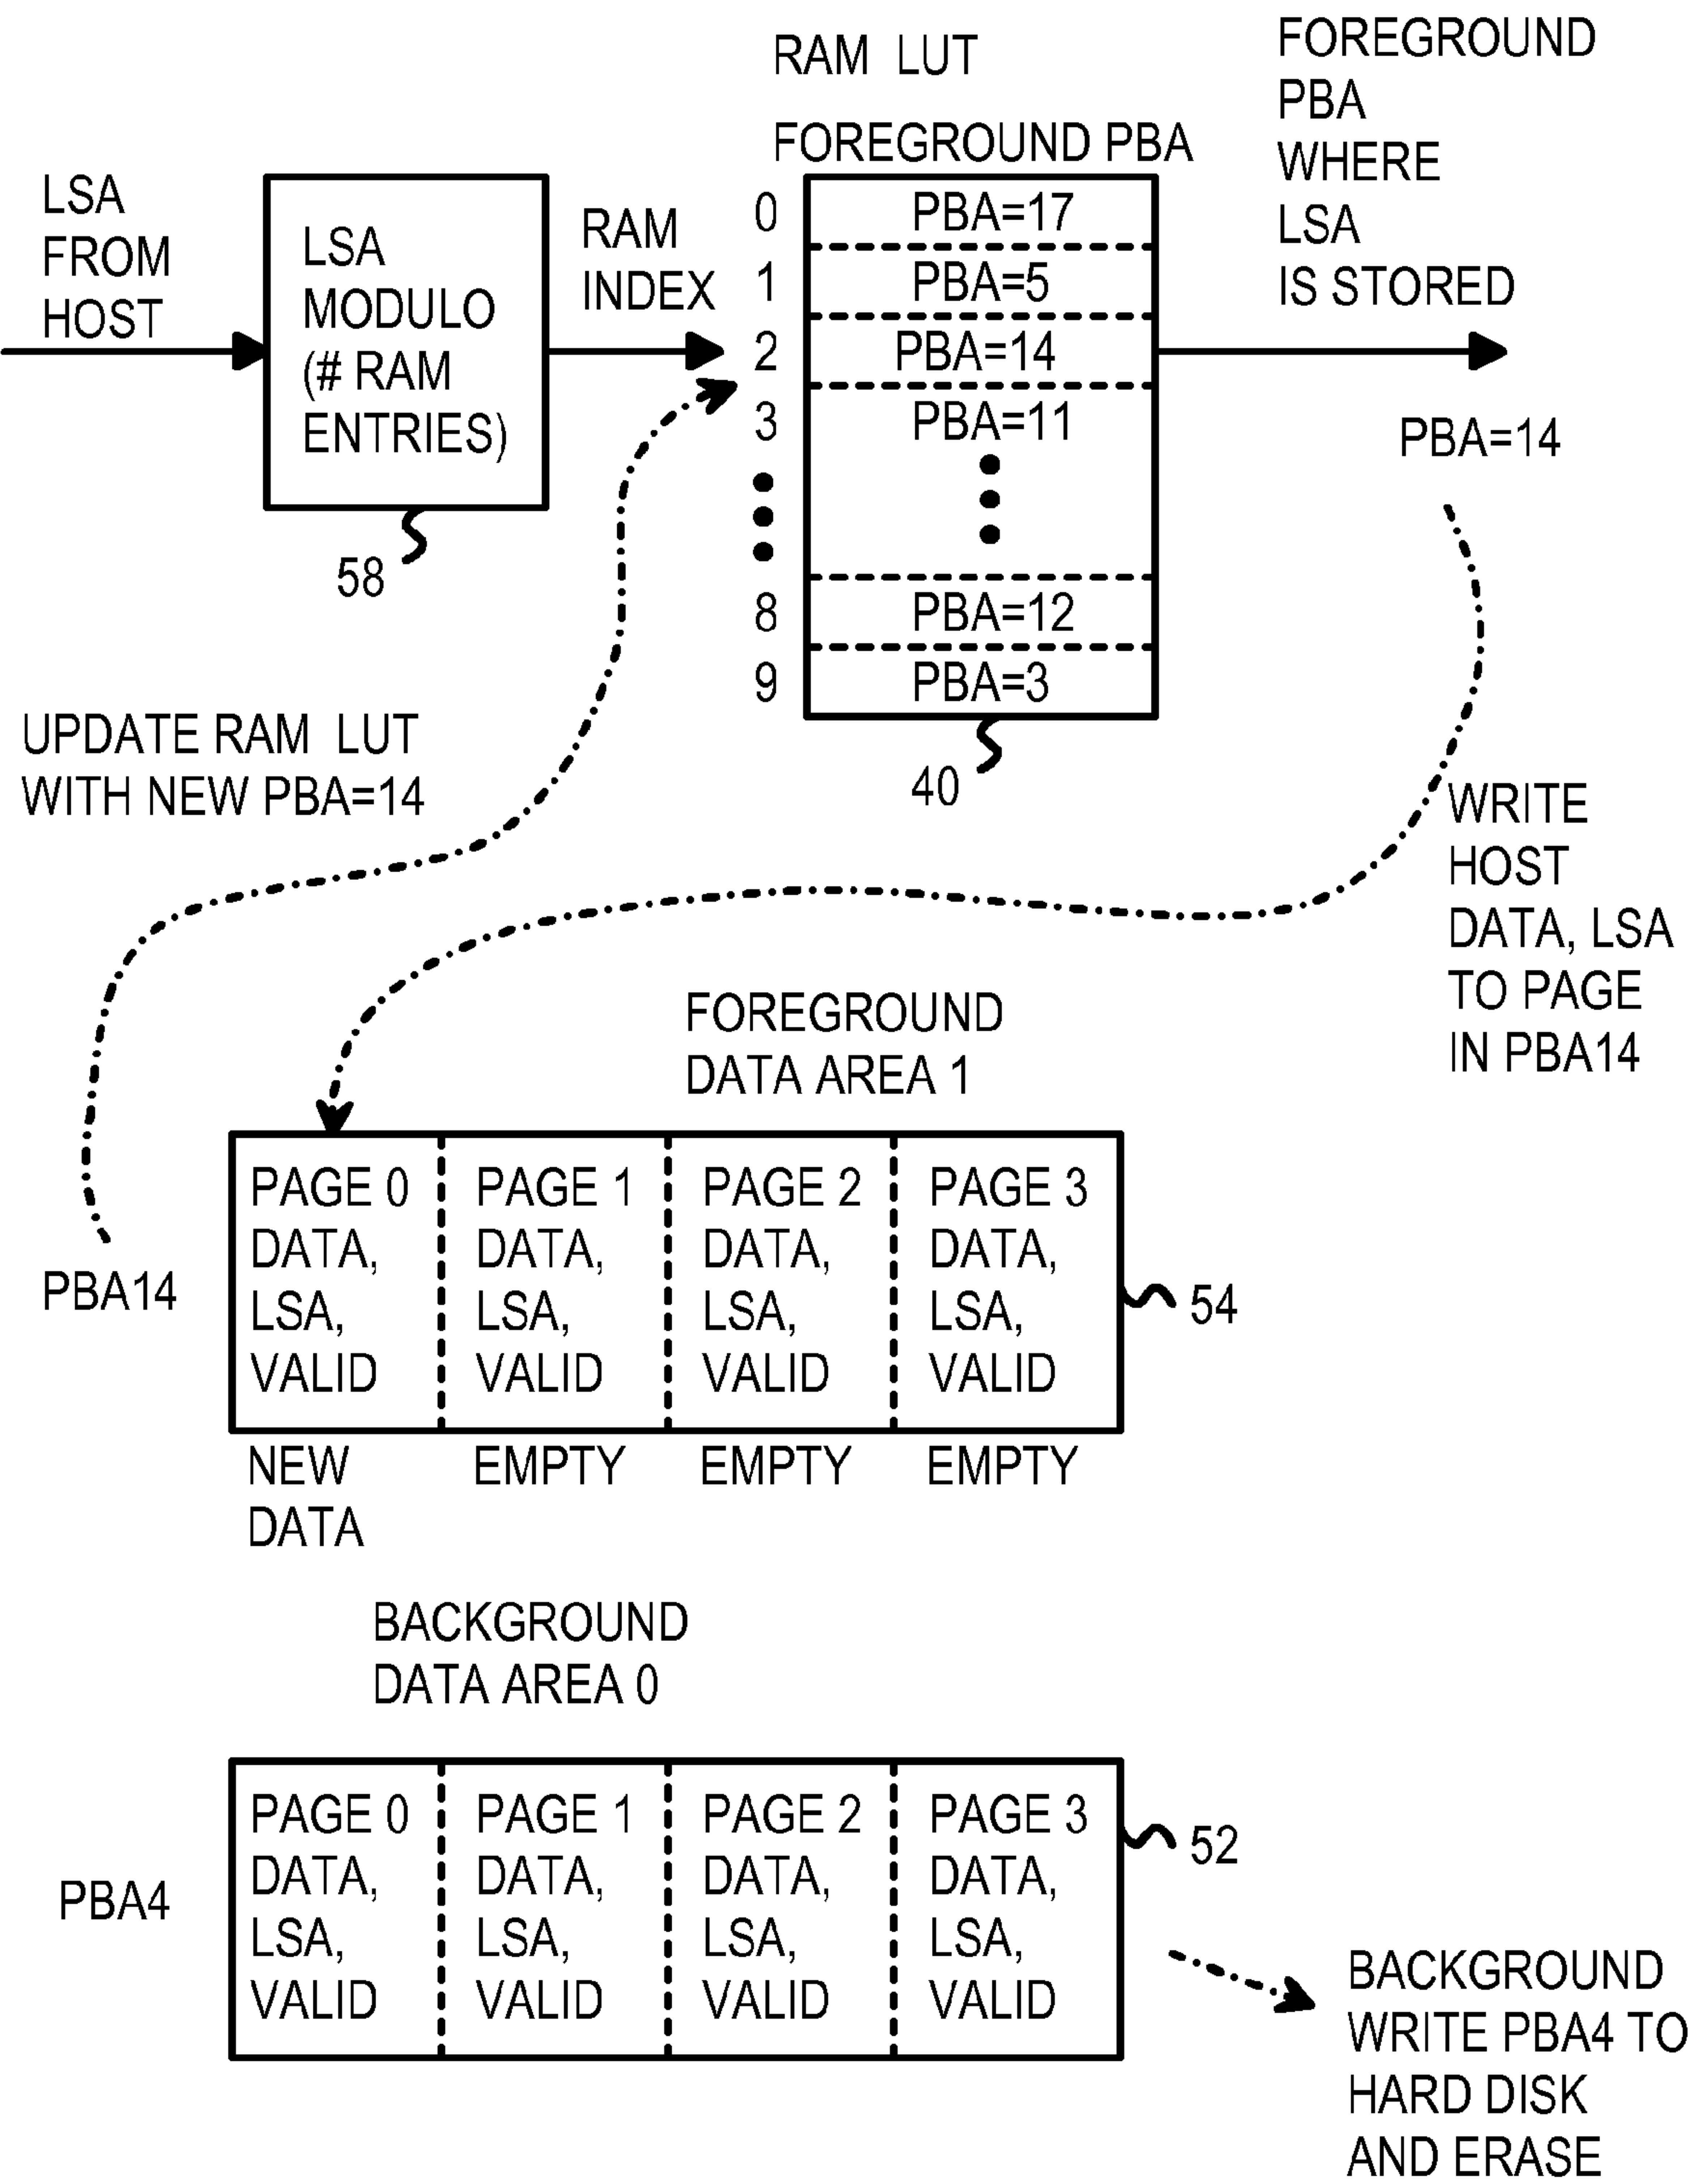 LSA
FROM
HOST
LSA
MODULO
(# RAM
ENTRIES)
58
RAM
INDEX
RAM LUT
FOREGROUND PBA
0 PBA=17
1 PBA=5
2 PBA=14
3 PBA=11
8 PBA=12
9 PBA=3
40
FOREGROUND
PBA
WHERE
LSA
IS STORED
PBA=14
UPDATE RAM LUT
WITH NEW PBA=14
WRITE
HOST
DATA, LSA
TO PAGE
IN PBA14
FOREGROUND
DATA AREA 1
PBA14
PAGE 0
DATA,
LSA,
VALID
PAGE 1
DATA,
LSA,
VALID
PAGE 2
DATA,
LSA,
VALID
PAGE 3
DATA,
LSA,
VALID
54
NEW
DATA
EMPTY
EMPTY
EMPTY
BACKGROUND
DATA AREA 0
PBA4
PAGE 0
DATA,
LSA,
VALID
PAGE 1
DATA,
LSA,
VALID
PAGE 2
DATA,
LSA,
VALID
PAGE 3
DATA,
LSA,
VALID
52
BACKGROUND
WRITE PBA4 TO
HARD DISK
AND ERASE